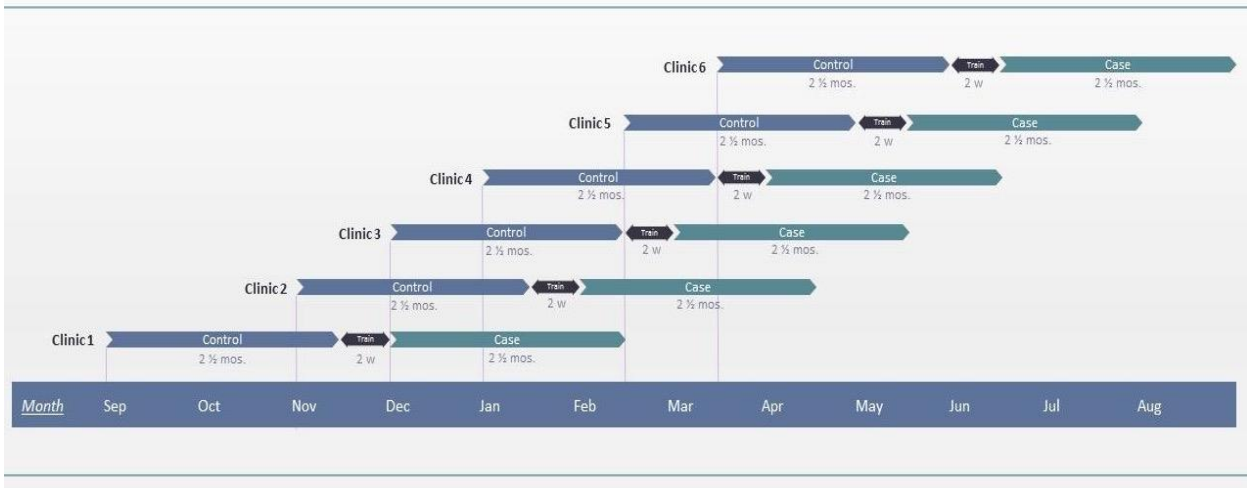 Clinic 6 Control Train Case
2 ½ mos. 2 w 2 ½ mos.
Clinic 5 Control Train Case
2 ½ mos. 2 w 2 ½ mos.
Clinic 4 Control Train Case
2 ½ mos. 2 w 2 ½ mos.
Clinic 3 Control Train Case
2 ½ mos. 2 w 2 ½ mos.
Clinic 2 Control Train Case
2 ½ mos. 2 w 2 ½ mos.
Clinic 1 Control Train Case
2 ½ mos. 2 w 2 ½ mos.
Month Sep Oct Nov Dec Jan Feb Mar Apr May Jun Jul Aug